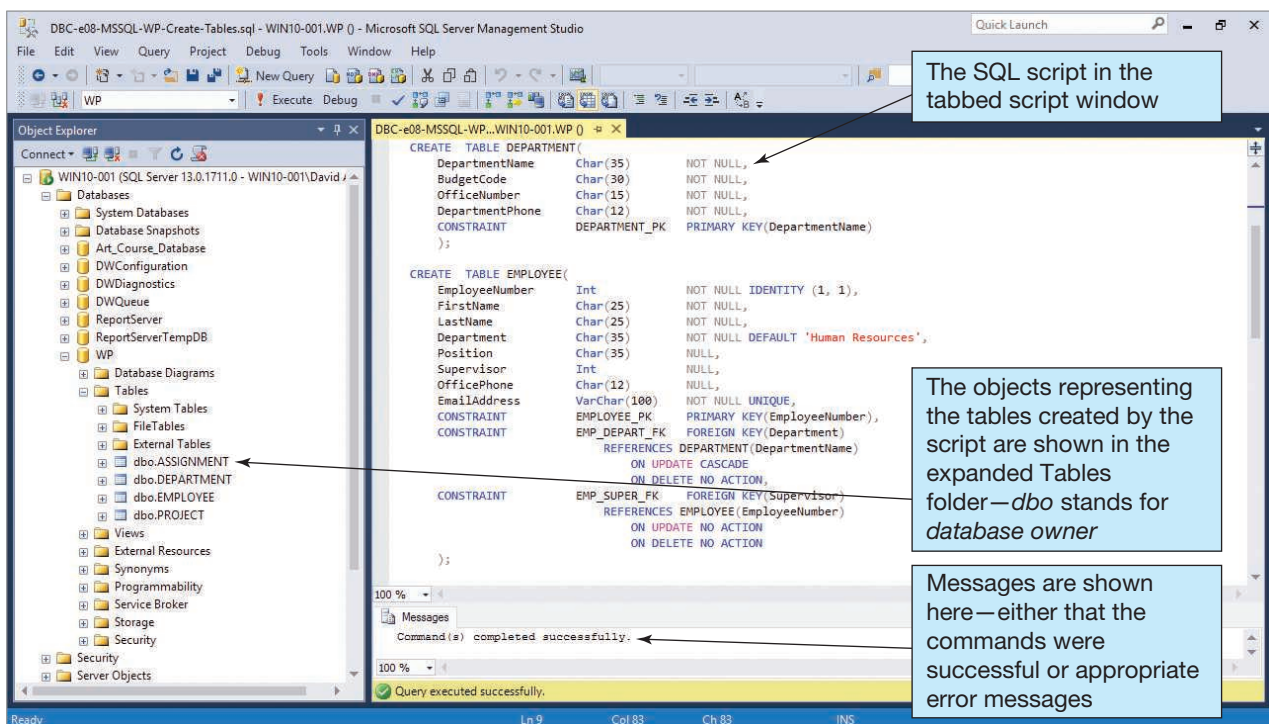 DBC-e08-MSSQL-WP-Create-Tables.sql - WIN10-001.WP () - Microsoft SQL Server Management Studio
Quick Launch
File Edit View Query Project Debug Tools Window Help
New Query
WP
Execute Debug
Object Explorer
Connect
WIN10-001 (SQL Server 13.0.1711.0 - WIN10-001\David
Databases
System Databases
Database Snapshots
Art_Course_Database
DWConfiguration
DWDiagnostics
DWQueue
ReportServer
ReportServerTempDB
WP
Database Diagrams
Tables
System Tables
FileTables
External Tables
dbo.ASSIGNMENT
dbo.DEPARTMENT
dbo.EMPLOYEE
dbo.PROJECT
Views
External Resources
Synonyms
Programmability
Service Broker
Storage
Security
Security
Server Objects
DBC-e08-MSSQL-WP...WIN10-001.WP ()
CREATE TABLE DEPARTMENT(
DepartmentName Char(35) NOT NULL,
BudgetCode Char(30) NOT NULL,
OfficeNumber Char(15) NOT NULL,
DepartmentPhone Char(12) NOT NULL,
CONSTRAINT DEPARTMENT_PK PRIMARY KEY(DepartmentName)
);
CREATE TABLE EMPLOYEE(
EmployeeNumber Int NOT NULL IDENTITY (1, 1),
FirstName Char(25) NOT NULL,
LastName Char(25) NOT NULL,
Department Char(35) NOT NULL DEFAULT 'Human Resources',
Position Char(35) NULL,
Supervisor Int NULL,
OfficePhone Char(12) NULL,
EmailAddress VarChar(100) NOT NULL UNIQUE,
CONSTRAINT EMPLOYEE_PK PRIMARY KEY(EmployeeNumber),
CONSTRAINT EMP_DEPART_FK FOREIGN KEY(Department)
REFERENCES DEPARTMENT(DepartmentName)
ON UPDATE CASCADE
ON DELETE NO ACTION,
CONSTRAINT EMP_SUPER_FK FOREIGN KEY(Supervisor)
REFERENCES EMPLOYEE(EmployeeNumber)
ON UPDATE NO ACTION
ON DELETE NO ACTION
);
100 %
Messages
Command(s) completed successfully.
100 %
Query executed successfully.
Ready Ln 9 Col 83 Ch 83 INS
The SQL script in the
tabbed script window
The objects representing
the tables created by the
script are shown in the
expanded Tables
folder—dbo stands for
database owner
Messages are shown
here—either that the
commands were
successful or appropriate
error messages